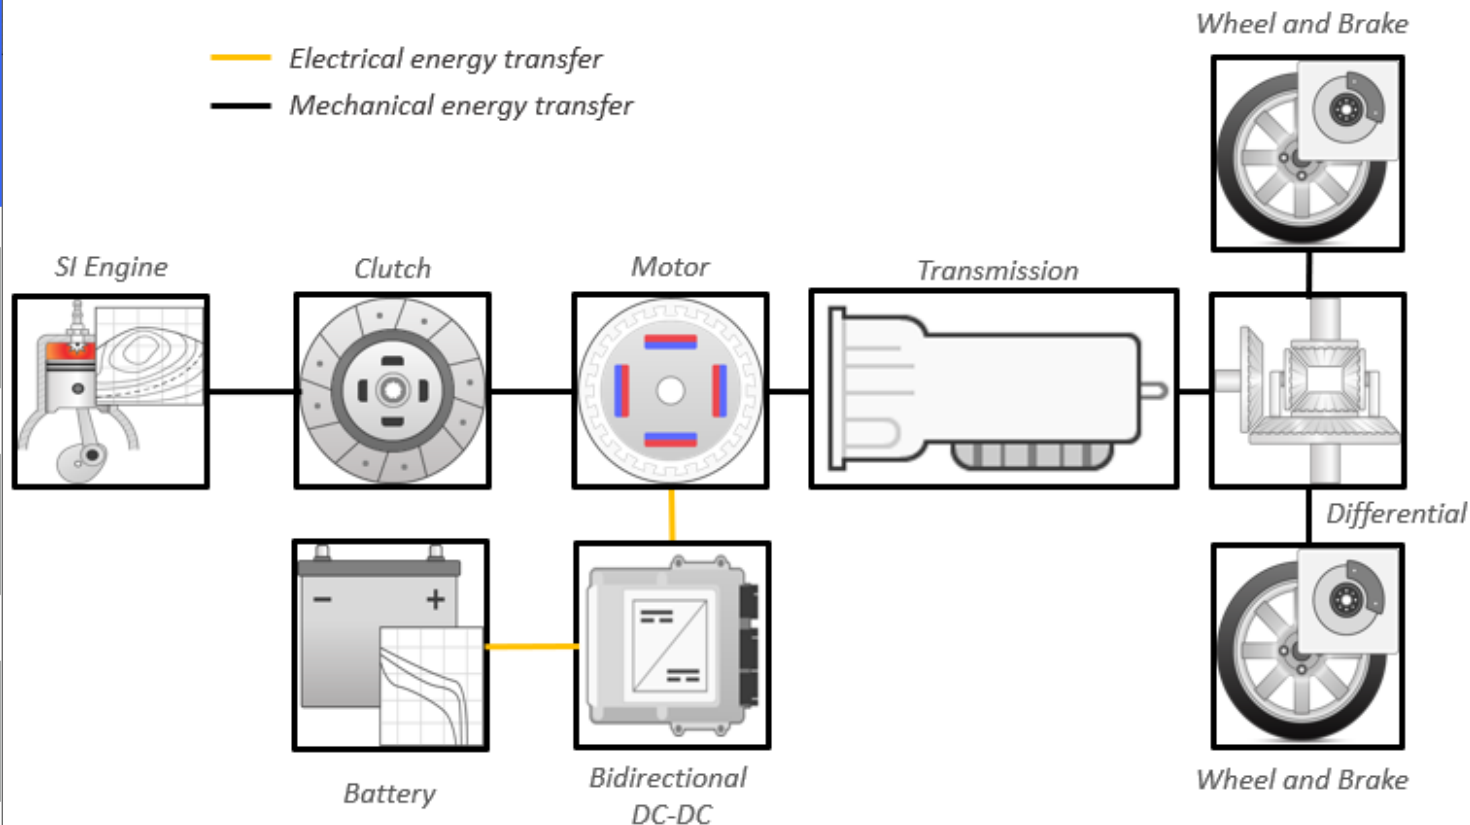 Wheel and Brake
Electrical energy transfer
Mechanical energy transfer
SI Engine
Clutch
Motor
Transmission
Differential
Battery
- +
Bidirectional
DC-DC
Wheel and Brake